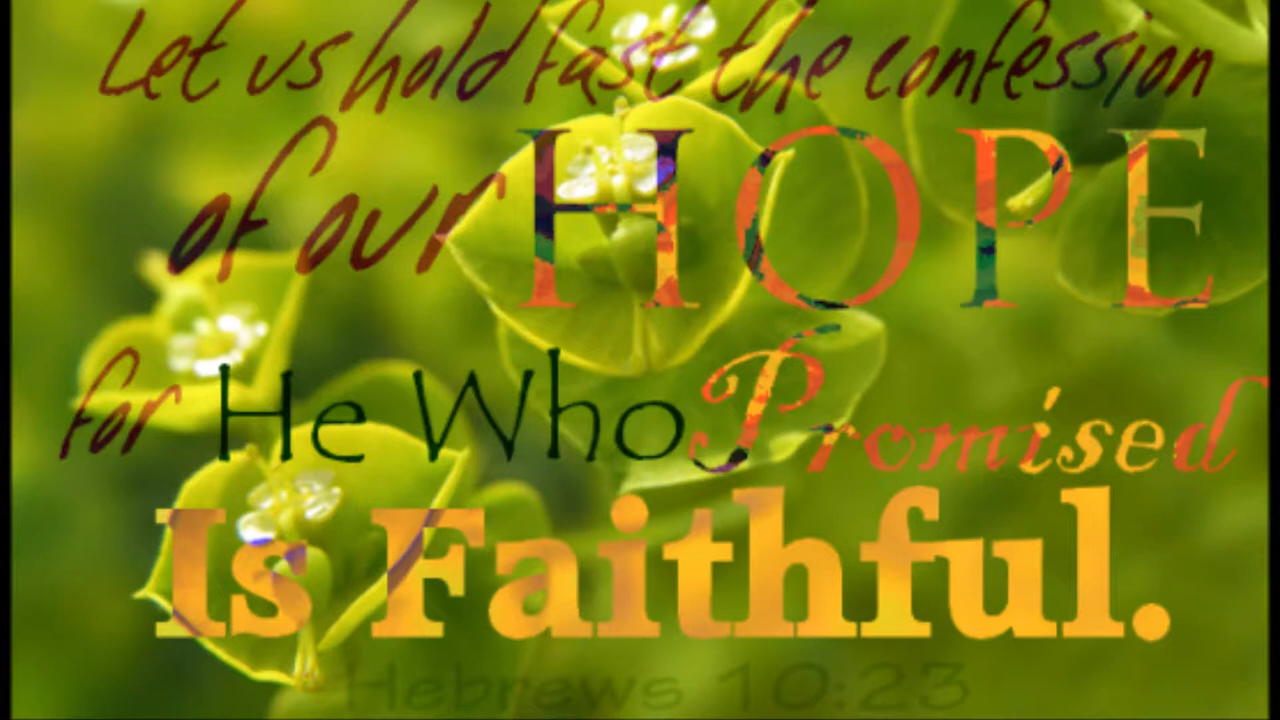 Let us hold fast the confession
of our HOPE
for He Who Promised
Is Faithful.
Hebrews 10:23